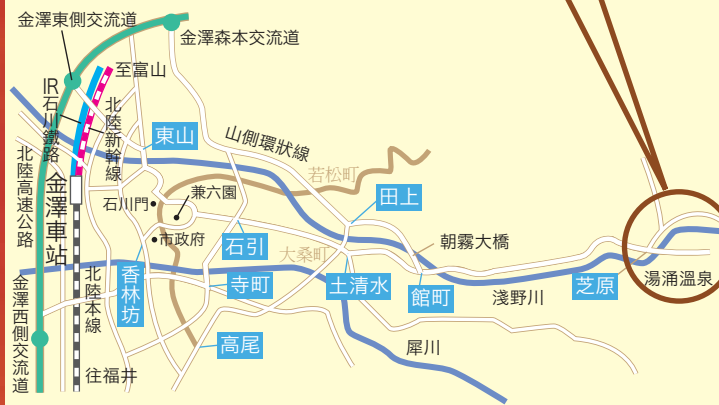 金澤東側交流道
金澤森本交流道
至富山
IR石川鐵路
北陸新幹線
東山
山側環狀線
若松町
北陸高速公路
金澤車站
兼六園
石川門
市政府
田上
石引
朝霧大橋
大桑町
香林坊
寺町
土清水
館町
淺野川
芝原
湯涌溫泉
北陸本線
金澤西側交流道
高尾
犀川
往福井